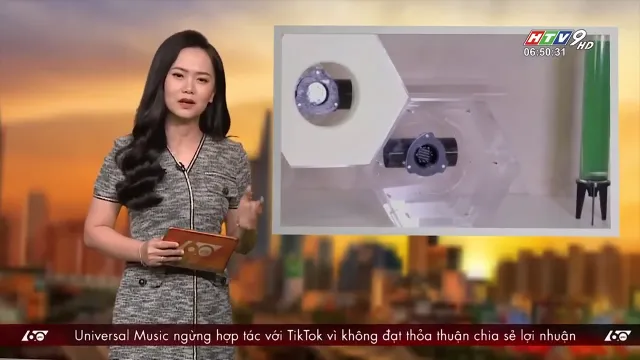 HTV9 HD
06:50:31
60
Universal Music ngừng hợp tác với TikTok vì không đạt thỏa thuận chia sẻ lợi nhuận